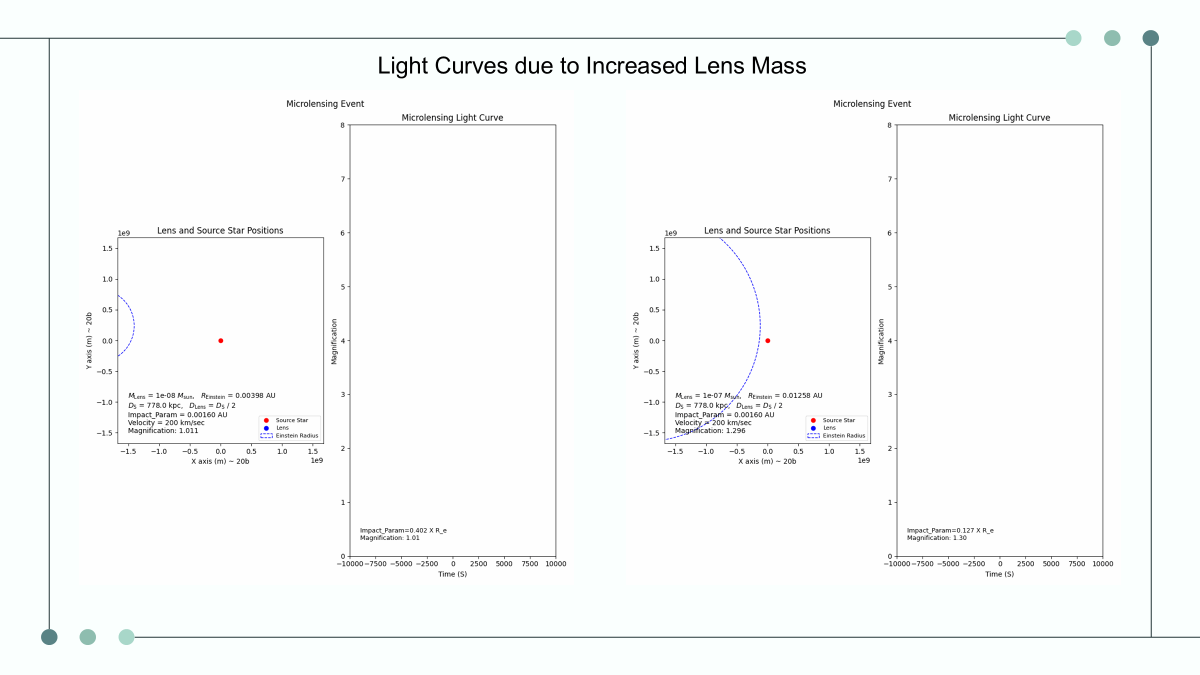 Light Curves due to Increased Lens Mass
Microlensing Event
Microlensing Light Curve
8
7
6
5
4
3
2
1
0
Magnification
−10000 −7500 −5000 −2500 0 2500 5000 7500 10000
Time (S)
Impact_Param=0.402 X R_e
Magnification: 1.01
Lens and Source Star Positions
1e9
1.5
1.0
0.5
0.0
−0.5
−1.0
−1.5
Y axis (m) ~ 20b
M_Lens = 1e-08 M_sun, R_Einstein = 0.00398 AU
D_S = 778.0 kpc, D_Lens = D_S / 2
Impact_Param = 0.00160 AU
Velocity = 200 km/sec
Magnification: 1.011
Source Star
Lens
Einstein Radius
−1.5 −1.0 −0.5 0.0 0.5 1.0 1.5
1e9
X axis (m) ~ 20b
Microlensing Event
Microlensing Light Curve
8
7
6
5
4
3
2
1
0
Magnification
−10000 −7500 −5000 −2500 0 2500 5000 7500 10000
Time (S)
Impact_Param=0.127 X R_e
Magnification: 1.30
Lens and Source Star Positions
1e9
1.5
1.0
0.5
0.0
−0.5
−1.0
−1.5
Y axis (m) ~ 20b
M_Lens = 1e-07 M_sun, R_Einstein = 0.01258 AU
D_S = 778.0 kpc, D_Lens = D_S / 2
Impact_Param = 0.00160 AU
Velocity = 200 km/sec
Magnification: 1.296
Source Star
Lens
Einstein Radius
−1.5 −1.0 −0.5 0.0 0.5 1.0 1.5
1e9
X axis (m) ~ 20b